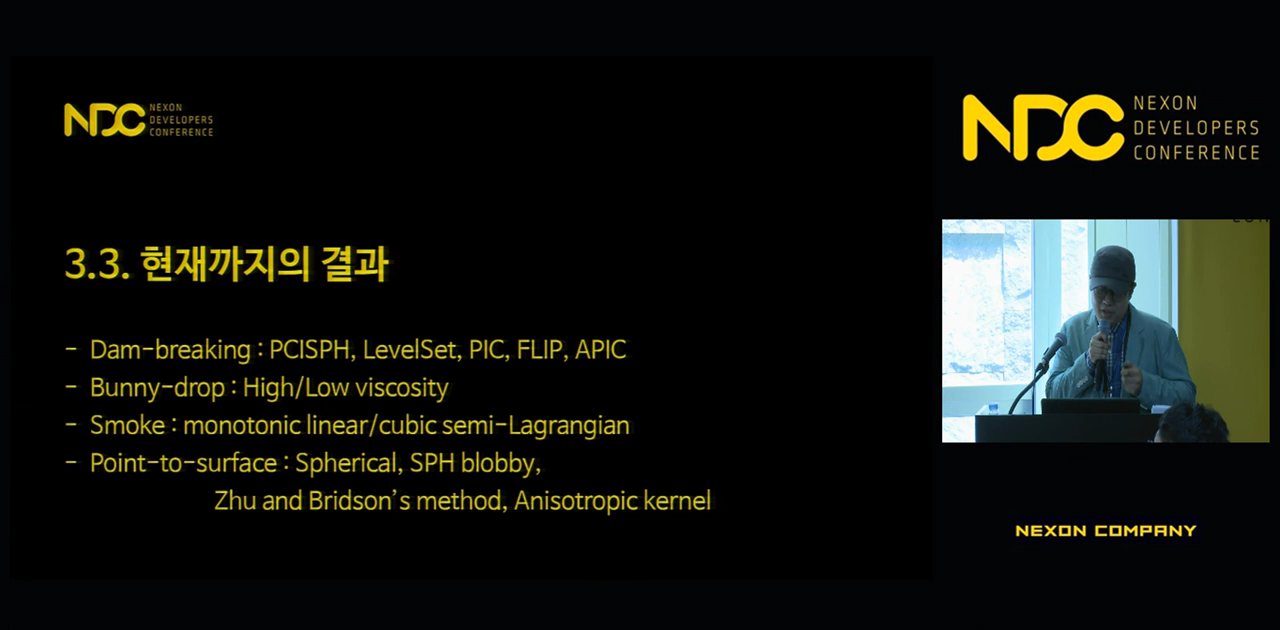 NDC NEXON
DEVELOPERS
CONFERENCE
3.3. 현재까지의 결과
- Dam-breaking : PCISPH, LevelSet, PIC, FLIP, APIC
- Bunny-drop : High/Low viscosity
- Smoke : monotonic linear/cubic semi-Lagrangian
- Point-to-surface : Spherical, SPH blobby,
Zhu and Bridson's method, Anisotropic kernel
NDC NEXON
DEVELOPERS
CONFERENCE
NEXON COMPANY